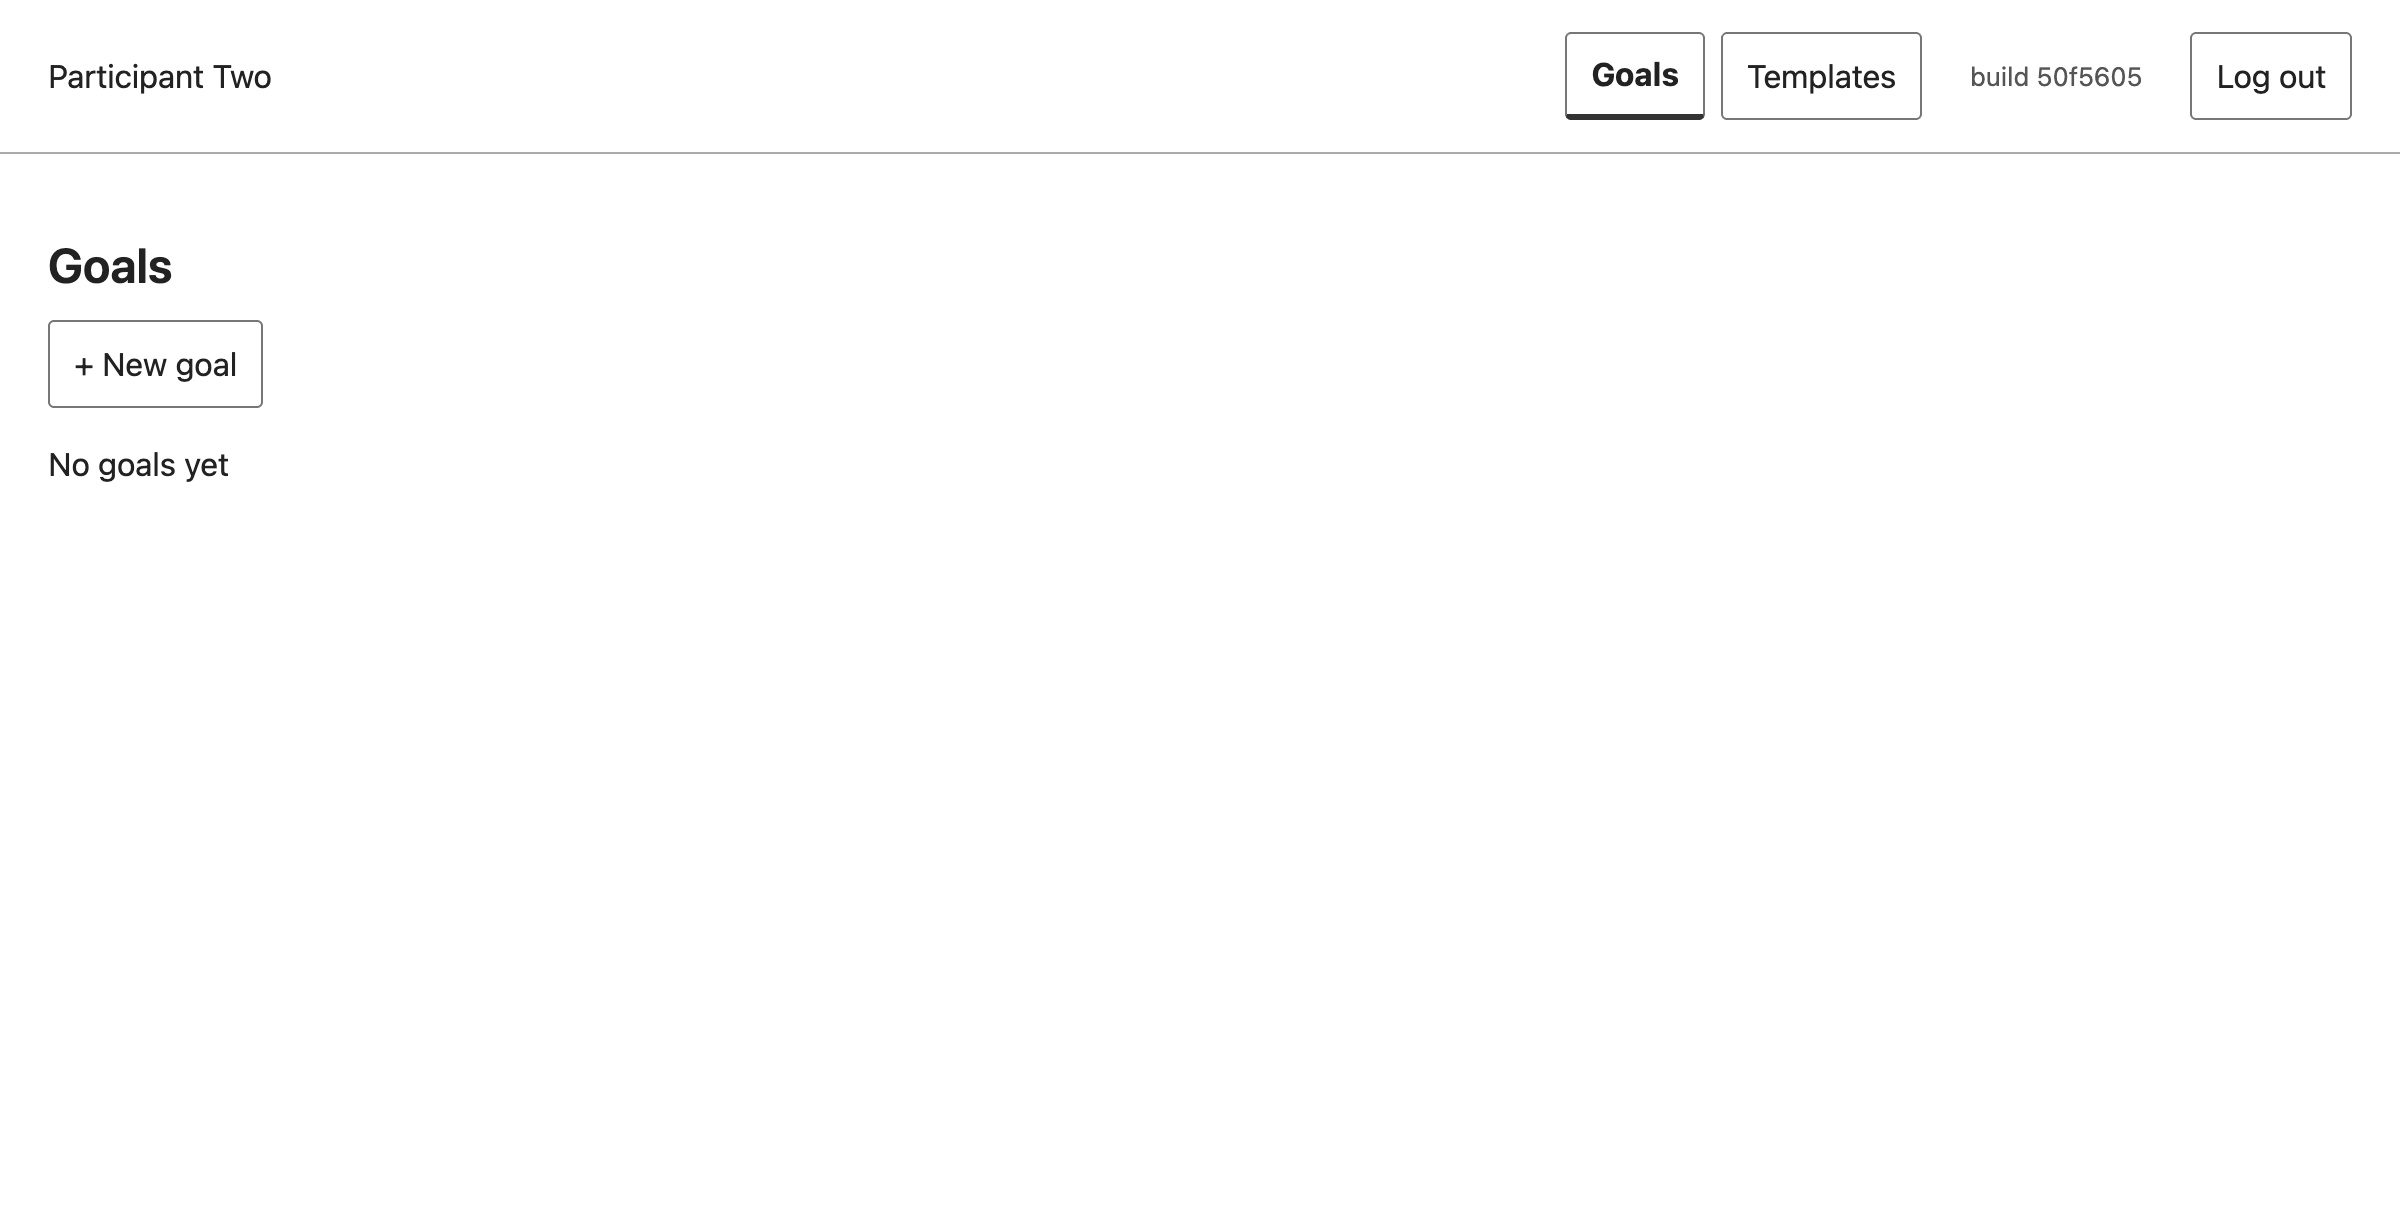 Participant Two
Goals
Templates
build 50f5605
Log out
Goals
+ New goal
No goals yet